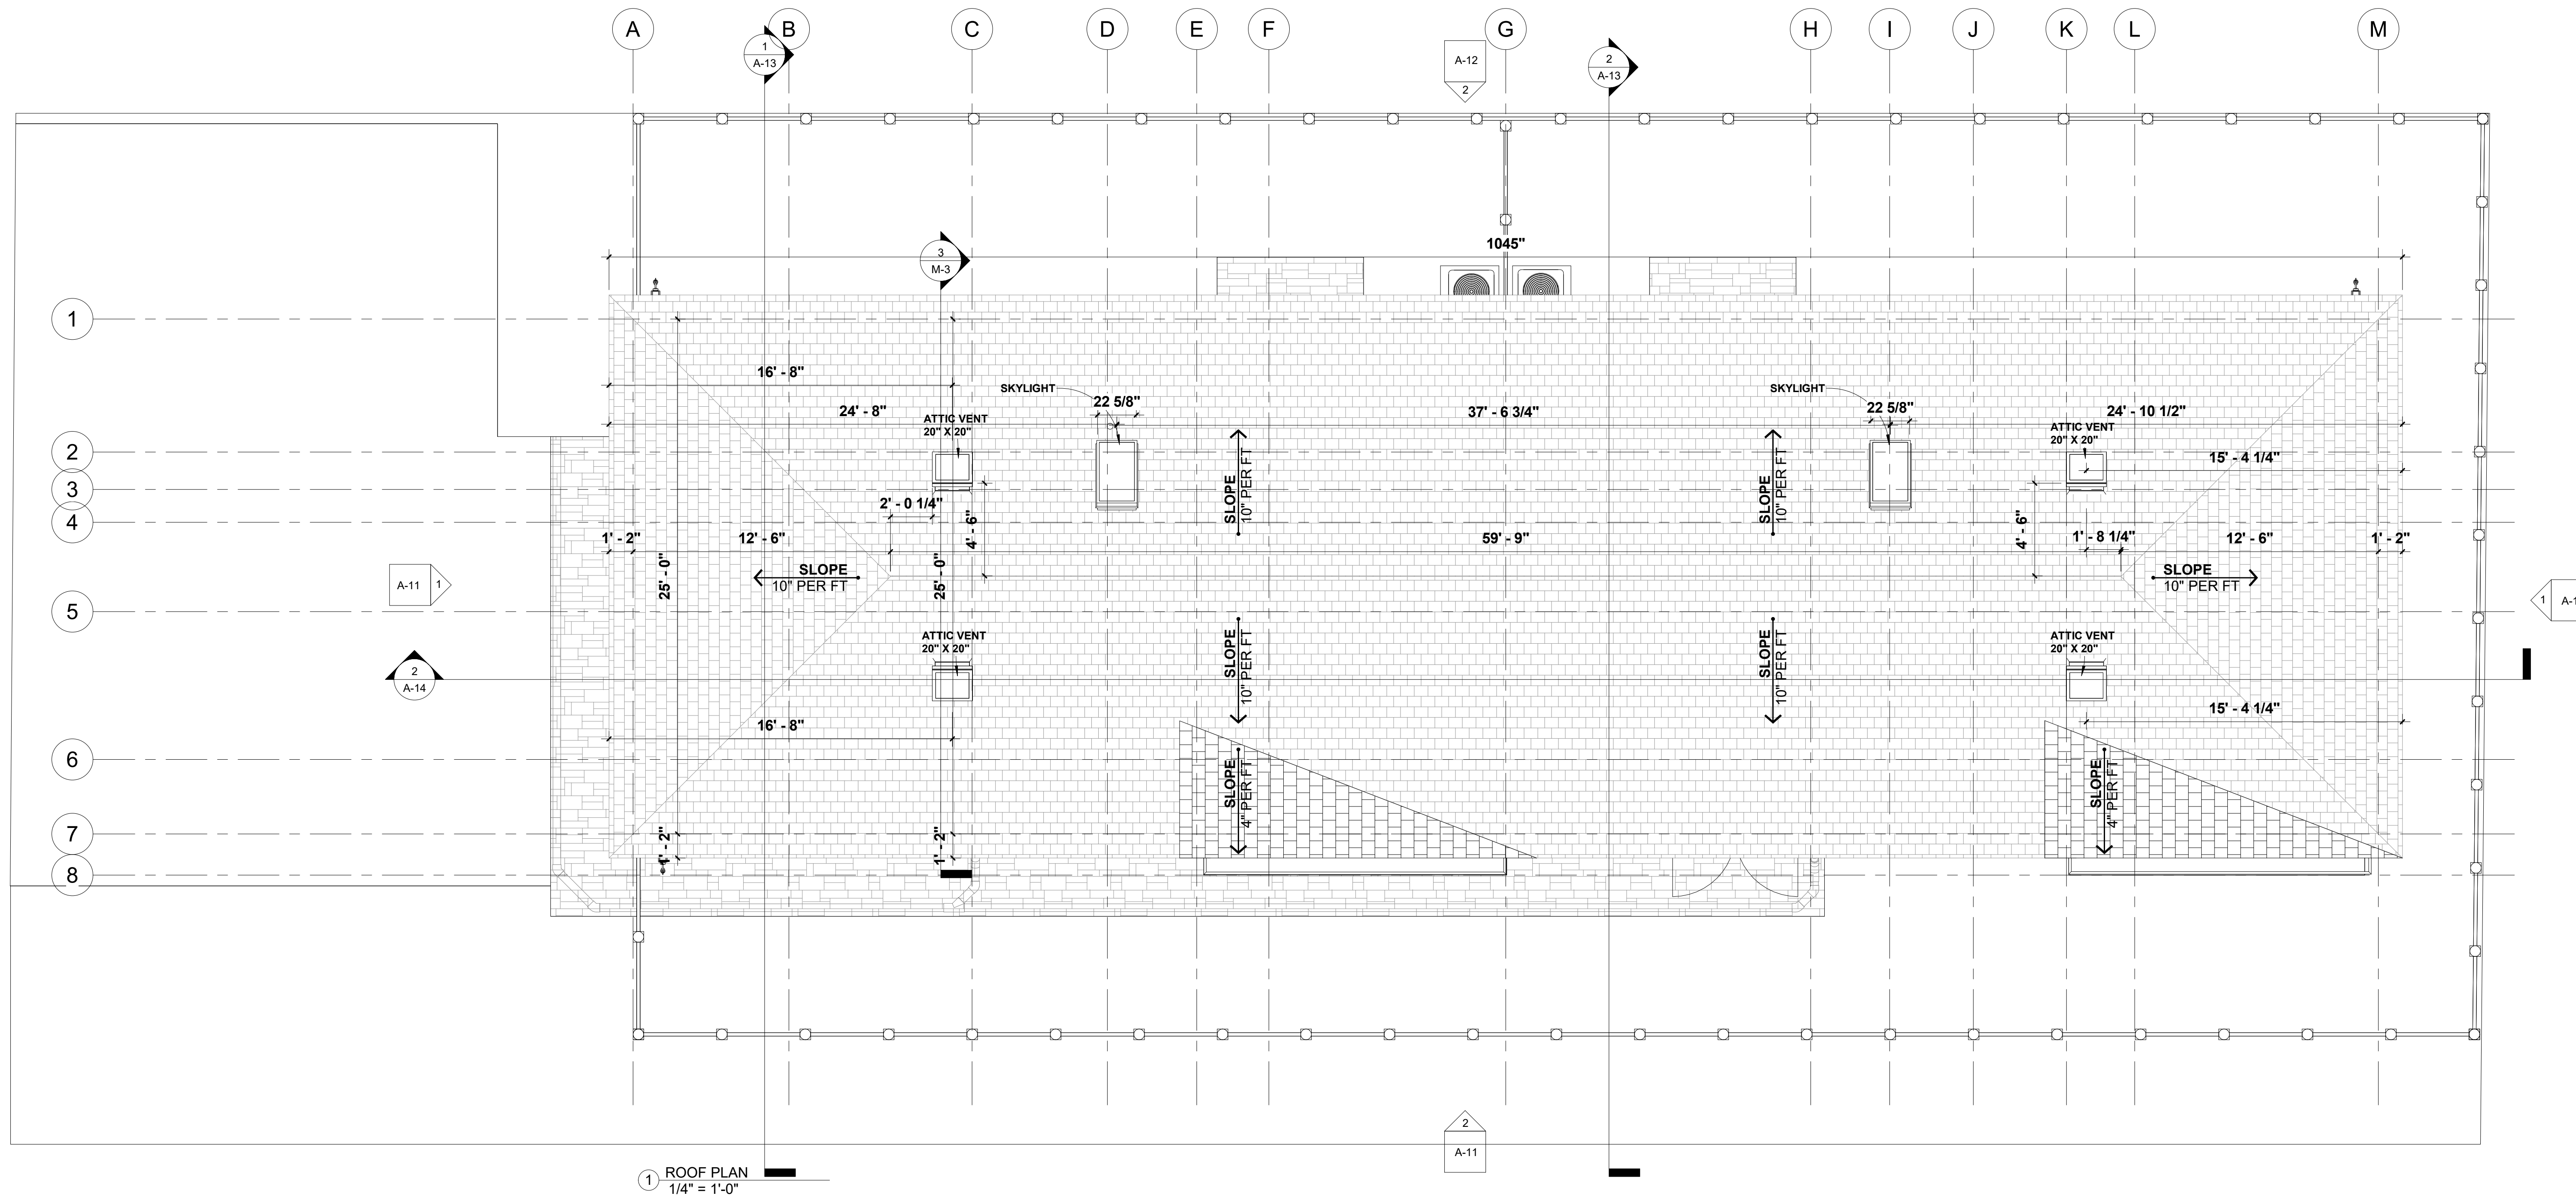 A
B
C
D
E
F
G
H
I
J
K
L
M
1
A-13
A-12
2
2
A-13
3
M-3
1045"
1
16' - 8"
SKYLIGHT
SKYLIGHT
22 5/8"
22 5/8"
24' - 8"
37' - 6 3/4"
24' - 10 1/2"
ATTIC VENT
20" X 20"
ATTIC VENT
20" X 20"
2
15' - 4 1/4"
3
SLOPE
10" PER FT
SLOPE
10" PER FT
2' - 0 1/4"
4
4' - 6"
4' - 6"
1' - 2"
12' - 6"
59' - 9"
1' - 8 1/4"
12' - 6"
1' - 2"
25' - 0"
25' - 0"
SLOPE
10" PER FT
SLOPE
10" PER FT
A-11
1
1
A-1
5
ATTIC VENT
20" X 20"
ATTIC VENT
20" X 20"
SLOPE
10" PER FT
SLOPE
10" PER FT
2
A-14
16' - 8"
15' - 4 1/4"
6
SLOPE
4" PER FT
SLOPE
4" PER FT
7
1' - 2"
1' - 2"
8
2
A-11
1
ROOF PLAN
1/4" = 1'-0"